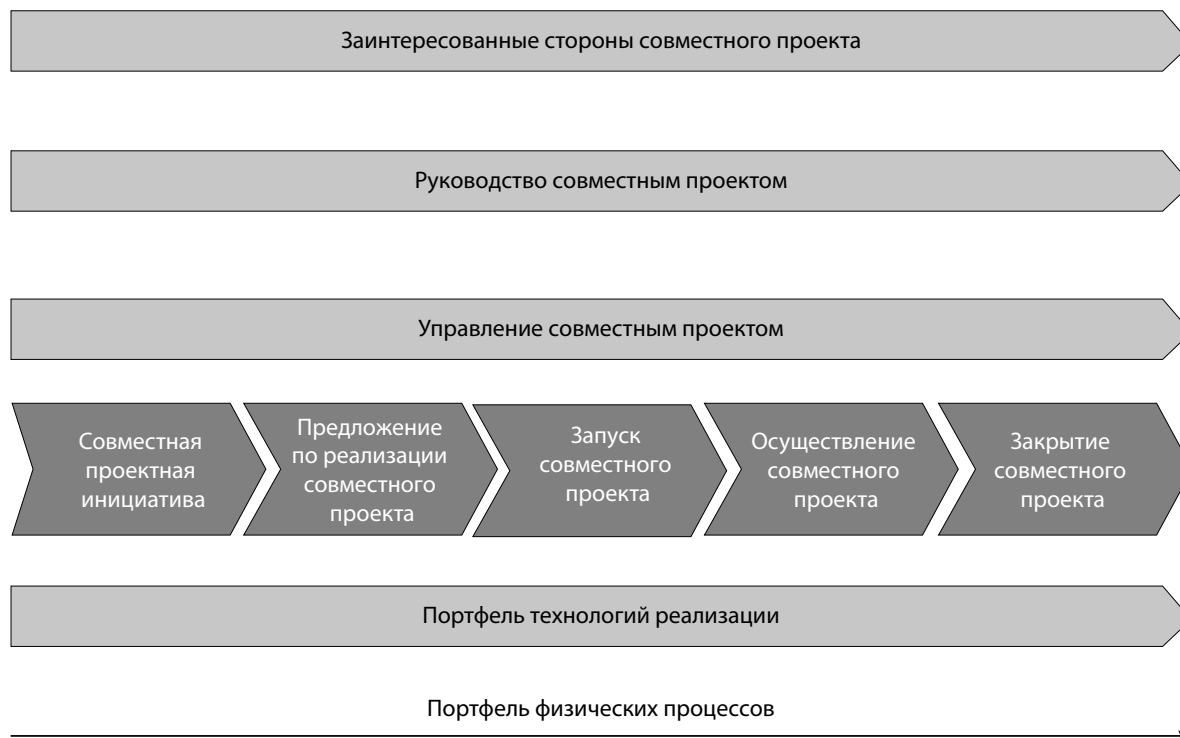 Заинтересованные стороны совместного проекта
Руководство совместным проектом
Управление совместным проектом
Совместная
проектная
инициатива
Предложение
по реализации
совместного
проекта
Запуск
совместного
проекта
Осуществление
совместного
проекта
Закрытие
совместного
проекта
Портфель технологий реализации
Портфель физических процессов